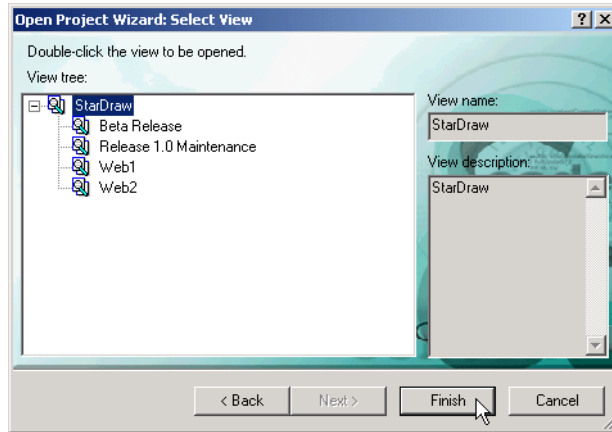 Open Project Wizard: Select View
Double-click the view to be opened.
View tree:
StarDraw
Beta Release
Release 1.0 Maintenance
Web1
Web2
View name:
StarDraw
View description:
StarDraw
< Back
Next >
Finish
Cancel